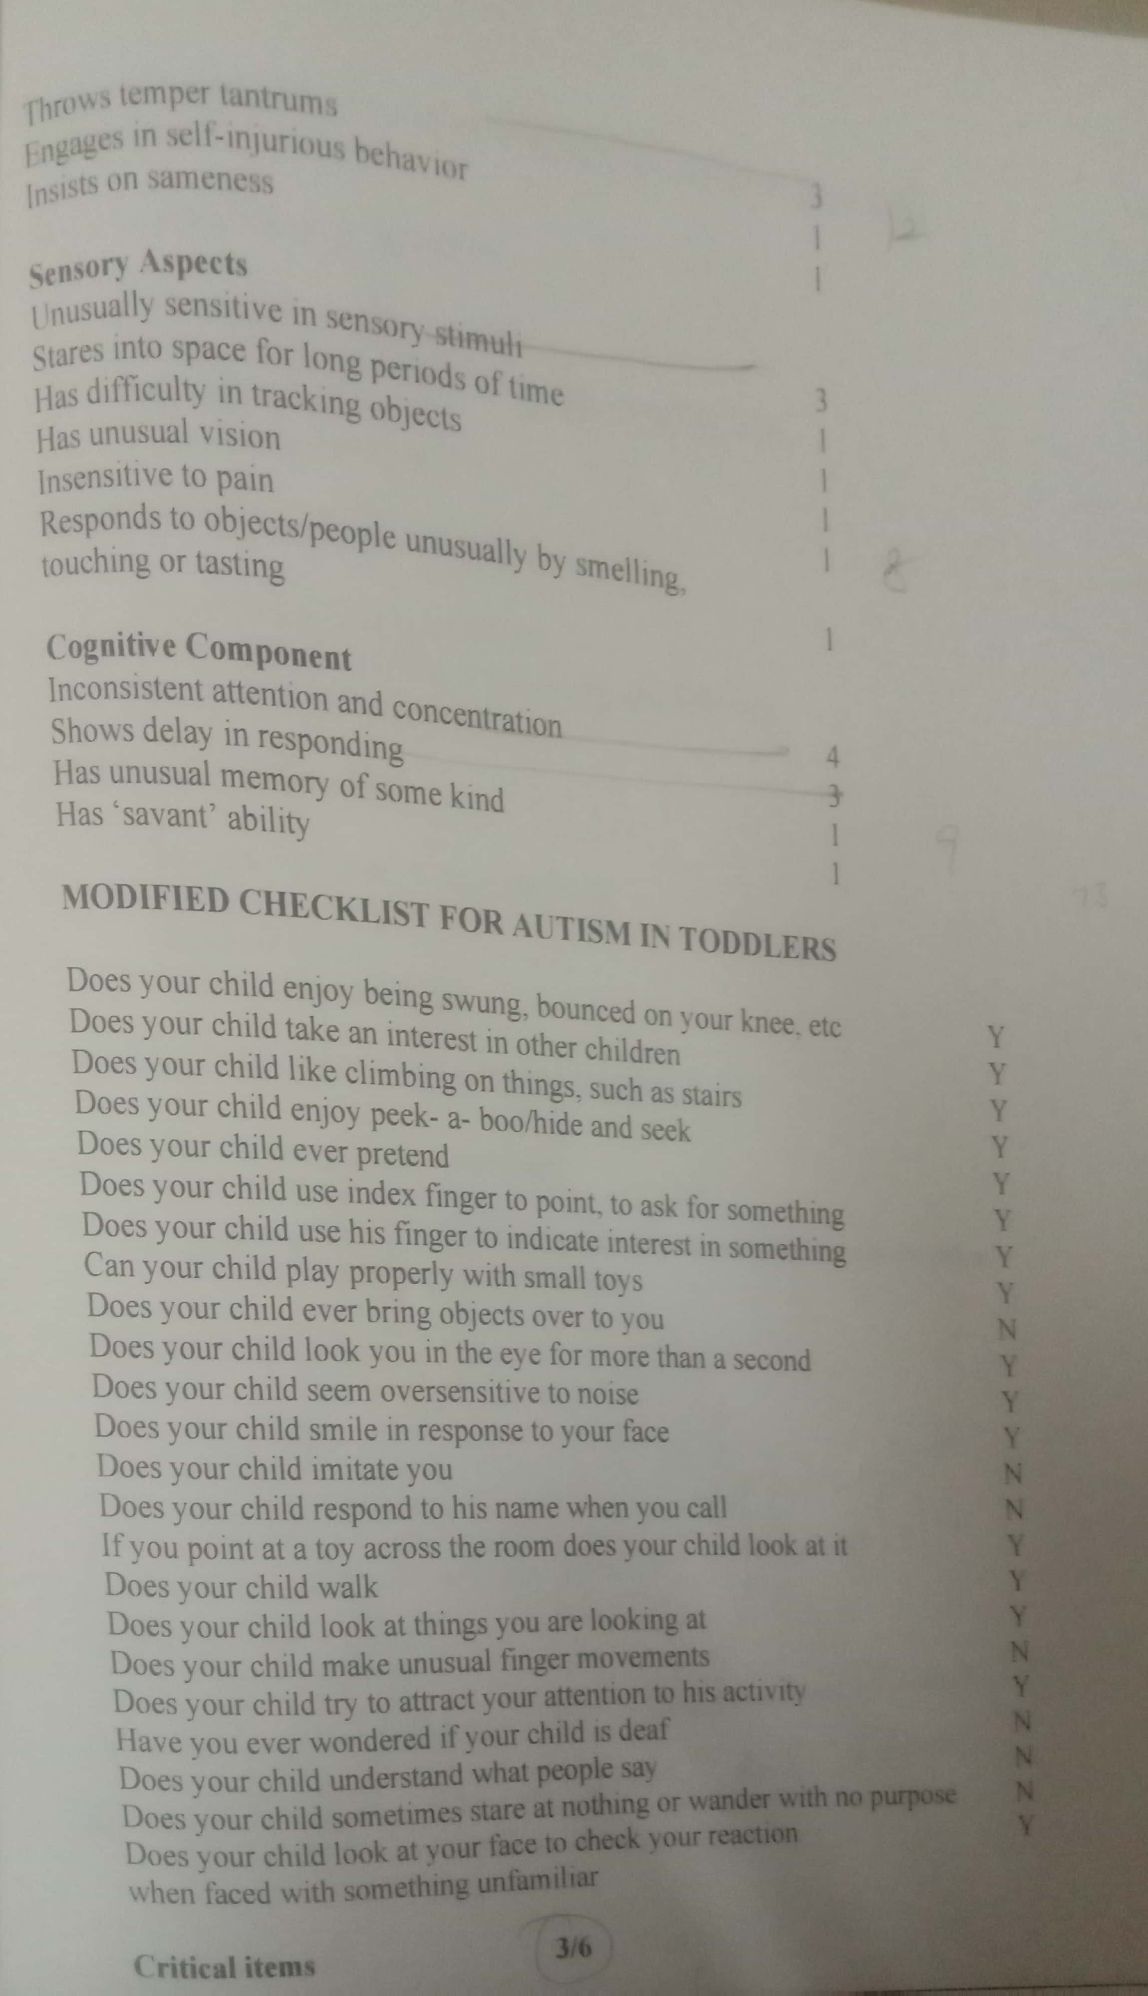 Throws temper tantrums 3
Engages in self-injurious behavior 1
Insists on sameness 1
12
Sensory Aspects
Unusually sensitive in sensory stimuli 3
Stares into space for long periods of time 1
Has difficulty in tracking objects 1
Has unusual vision 1
Insensitive to pain 1
Responds to objects/people unusually by smelling,
touching or tasting 1
8
Cognitive Component
Inconsistent attention and concentration 4
Shows delay in responding 3
Has unusual memory of some kind 1
Has ‘savant’ ability 1
9
73
MODIFIED CHECKLIST FOR AUTISM IN TODDLERS
Does your child enjoy being swung, bounced on your knee, etc Y
Does your child take an interest in other children Y
Does your child like climbing on things, such as stairs Y
Does your child enjoy peek- a- boo/hide and seek Y
Does your child ever pretend Y
Does your child use index finger to point, to ask for something Y
Does your child use his finger to indicate interest in something Y
Can your child play properly with small toys Y
Does your child ever bring objects over to you N
Does your child look you in the eye for more than a second Y
Does your child seem oversensitive to noise Y
Does your child smile in response to your face Y
Does your child imitate you N
Does your child respond to his name when you call N
If you point at a toy across the room does your child look at it Y
Does your child walk Y
Does your child look at things you are looking at Y
Does your child make unusual finger movements N
Does your child try to attract your attention to his activity Y
Have you ever wondered if your child is deaf N
Does your child understand what people say N
Does your child sometimes stare at nothing or wander with no purpose N
Does your child look at your face to check your reaction Y
when faced with something unfamiliar
Critical items 3/6